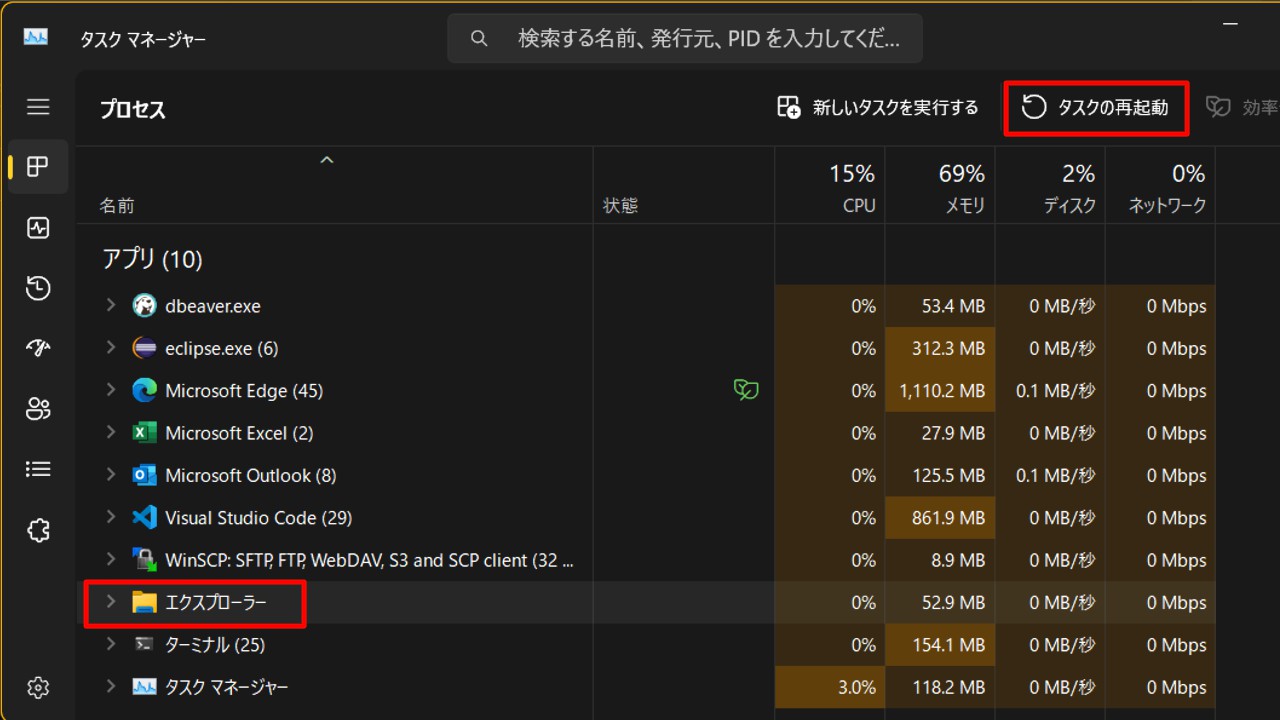 タスク マネージャー
検索する名前、発行元、PID を入力してくだ...
プロセス
新しいタスクを実行する
タスクの再起動
効率
15% 69% 2% 0%
名前 状態 CPU メモリ ディスク ネットワーク
アプリ (10)
dbeaver.exe 0% 53.4 MB 0 MB/秒 0 Mbps
eclipse.exe (6) 0% 312.3 MB 0 MB/秒 0 Mbps
Microsoft Edge (45) 0% 1,110.2 MB 0.1 MB/秒 0 Mbps
Microsoft Excel (2) 0% 27.9 MB 0 MB/秒 0 Mbps
Microsoft Outlook (8) 0% 125.5 MB 0.1 MB/秒 0 Mbps
Visual Studio Code (29) 0% 861.9 MB 0 MB/秒 0 Mbps
WinSCP: SFTP, FTP, WebDAV, S3 and SCP client (32 ... 0% 8.9 MB 0 MB/秒 0 Mbps
エクスプローラー 0% 52.9 MB 0 MB/秒 0 Mbps
ターミナル (25) 0% 154.1 MB 0 MB/秒 0 Mbps
タスク マネージャー 3.0% 118.2 MB 0 MB/秒 0 Mbps